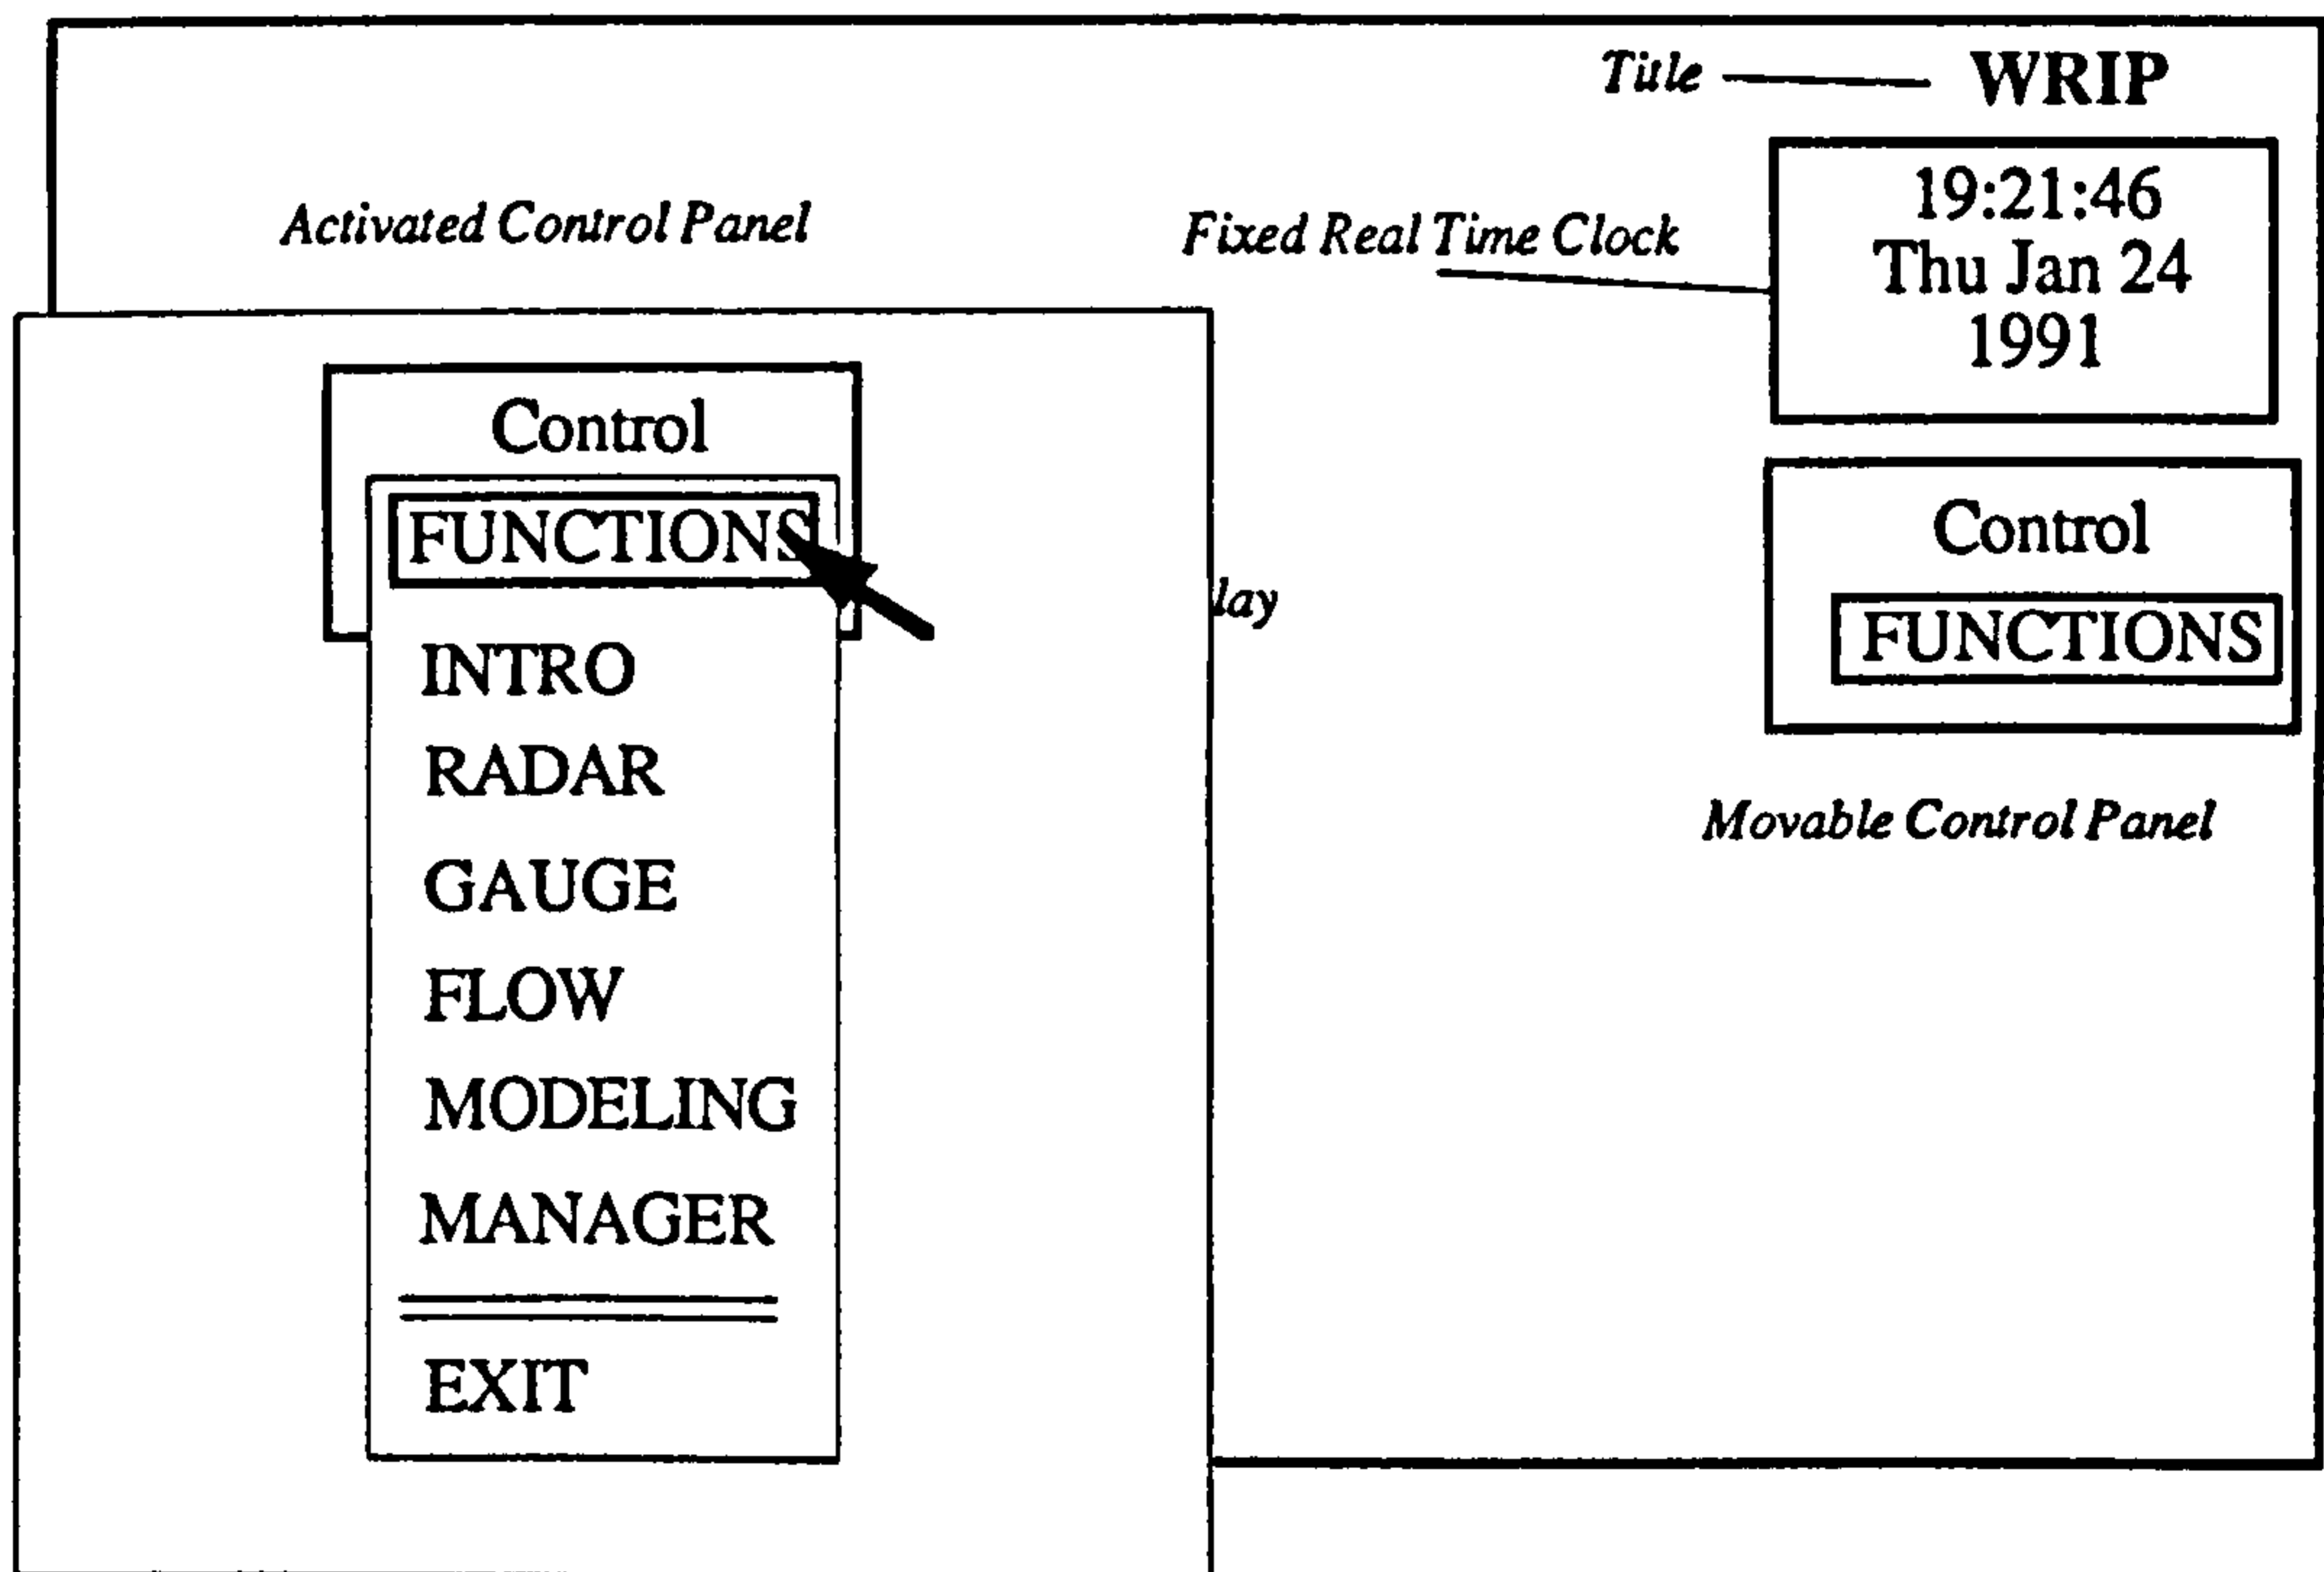 Title
WRIP
19:21:46
Thu Jan 24
1991
Activated Control Panel
Fixed Real Time Clock
Control
FUNCTIONS
INTRO
RADAR
GAUGE
FLOW
MODELING
MANAGER
EXIT
lay
Control
FUNCTIONS
Movable Control Panel